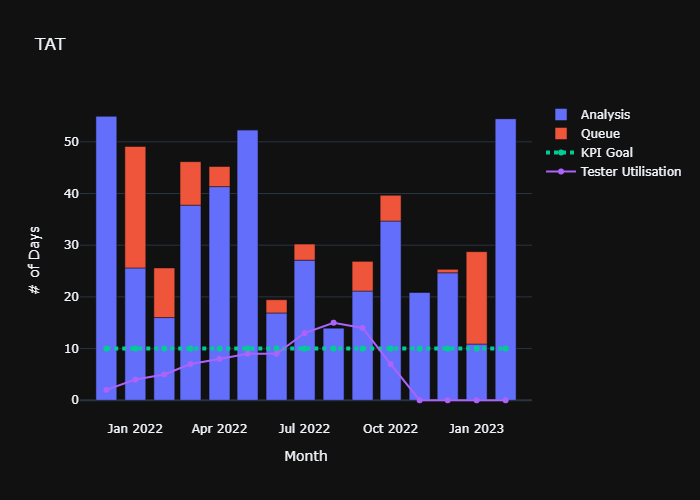 TAT
Analysis
Queue
KPI Goal
Tester Utilisation
# of Days
50
40
30
20
10
0
Jan 2022
Apr 2022
Jul 2022
Oct 2022
Jan 2023
Month